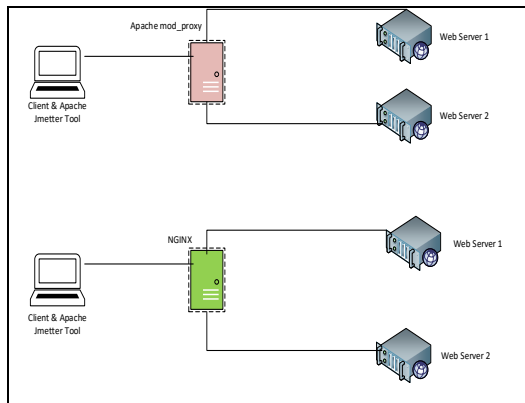 Apache mod_proxy
Web Server 1
Client & Apache
Jmetter Tool
Web Server 2
NGINX
Web Server 1
Client & Apache
Jmetter Tool
Web Server 2